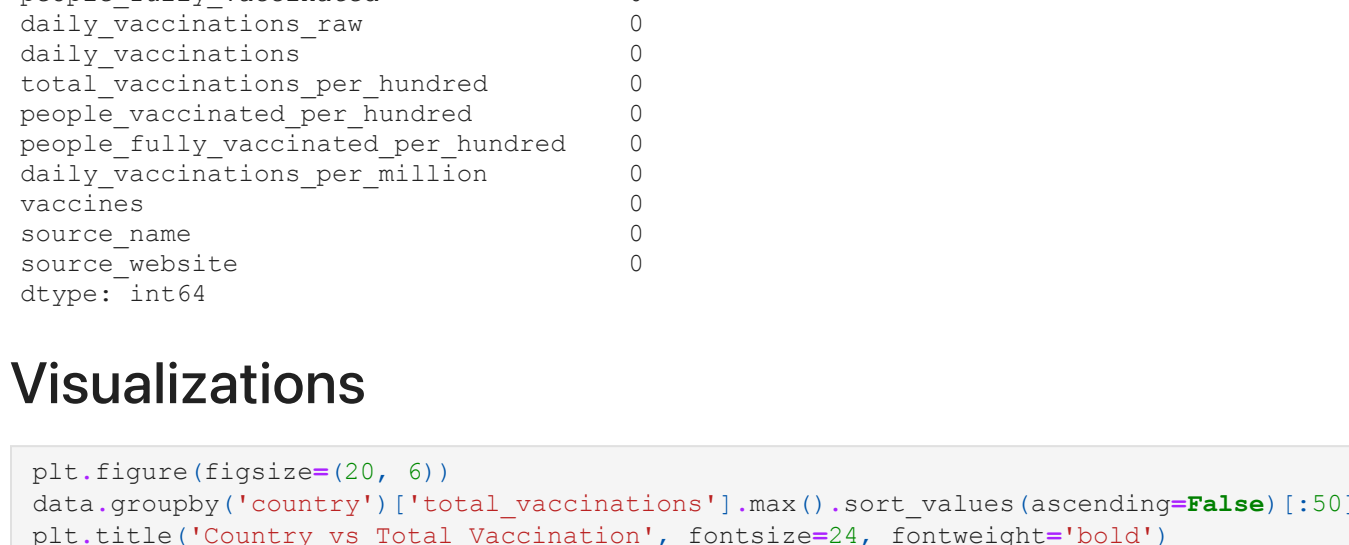 people_fully_vaccinated 0
daily_vaccinations_raw 0
daily_vaccinations 0
total_vaccinations_per_hundred 0
people_vaccinated_per_hundred 0
people_fully_vaccinated_per_hundred 0
daily_vaccinations_per_million 0
vaccines 0
source_name 0
source_website 0
dtype: int64
Visualizations
plt.figure(figsize=(20, 6))
data.groupby('country')['total_vaccinations'].max().sort_values(ascending=False)[:50]
plt.title('Country vs Total Vaccination', fontsize=24, fontweight='bold')